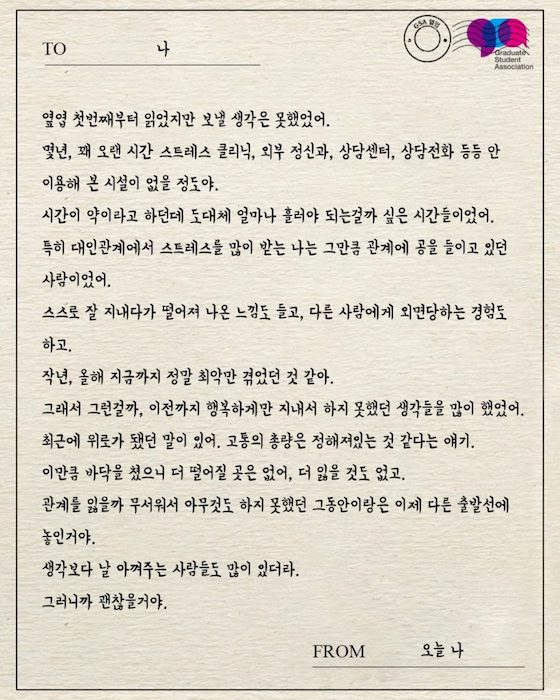 TO 나
GSA 옆엽
Graduate
Student
Association
옆엽 첫번째부터 읽었지만 보낼 생각은 못했었어.
몇년, 꽤 오랜 시간 스트레스 클리닉, 외부 정신과, 상담센터, 상담전화 등등 안
이용해 본 시설이 없을 정도야.
시간이 약이라고 하던데 도대체 얼마나 흘러야 되는걸까 싶은 시간들이었어.
특히 대인관계에서 스트레스를 많이 받는 나는 그만큼 관계에 공을 들이고 있던
사람이었어.
스스로 잘 지내다가 떨어져 나온 느낌도 들고, 다른 사람에게 외면당하는 경험도
하고.
작년, 올해 지금까지 정말 최악만 겪었던 것 같아.
그래서 그런걸까, 이전까지 행복하게만 지내서 하지 못했던 생각들을 많이 했었어.
최근에 위로가 됐던 말이 있어. 고통의 총량은 정해져있는 것 같다는 얘기.
이만큼 바닥을 쳤으니 더 떨어질 곳은 없어, 더 잃을 것도 없고.
관계를 잃을까 무서워서 아무것도 하지 못했던 그동안이랑은 이제 다른 출발선에
놓인거야.
생각보다 날 아껴주는 사람들도 많이 있더라.
그러니까 괜찮을거야.
FROM 오늘 나